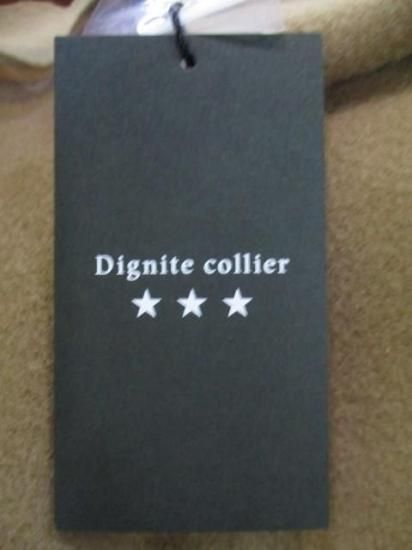 Dignite collier
★ ★ ★